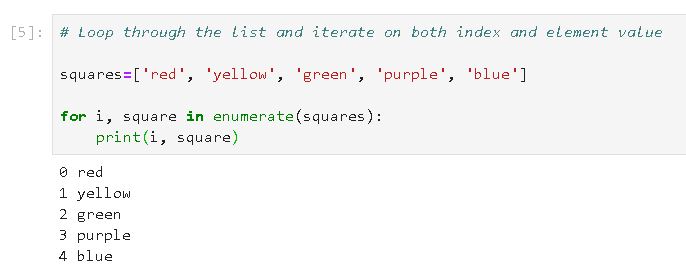 [5]: # Loop through the list and iterate on both index and element value
squares=['red', 'yellow', 'green', 'purple', 'blue']
for i, square in enumerate(squares):
    print(i, square)
0 red
1 yellow
2 green
3 purple
4 blue